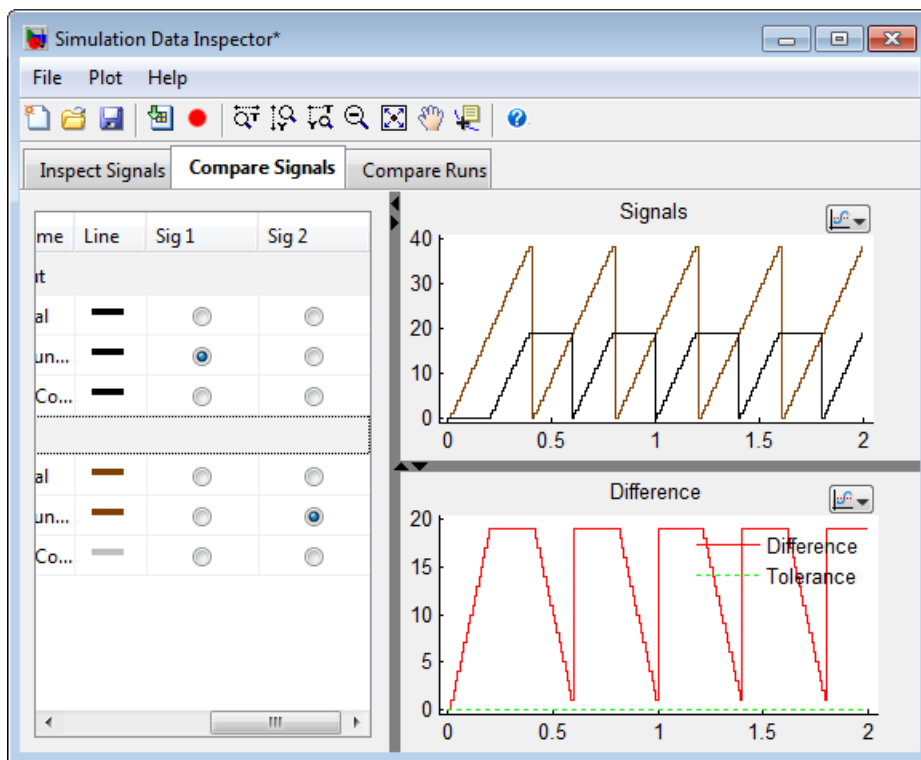 Simulation Data Inspector*
File Plot Help
Inspect Signals Compare Signals Compare Runs
me Line Sig 1 Sig 2
ıt
al
un...
Co...
al
un...
Co...
Signals
40
30
20
10
0
0 0.5 1 1.5 2
Difference
20
15
10
5
0
Difference
Tolerance
0 0.5 1 1.5 2